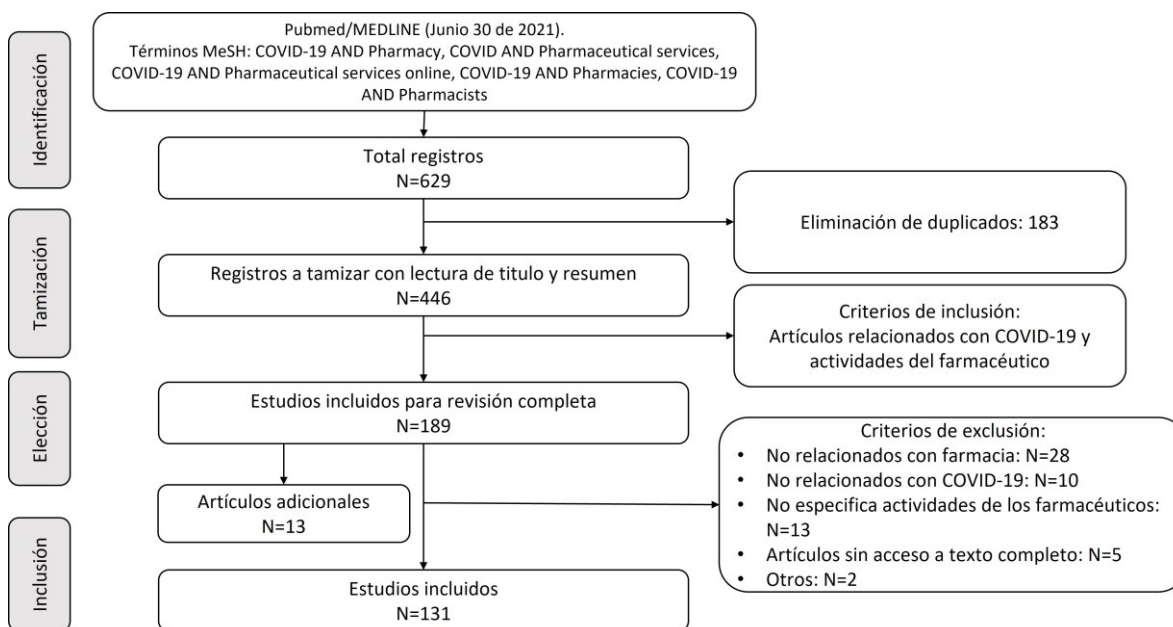 Pubmed/MEDLINE (Junio 30 de 2021).
Términos MeSH: COVID-19 AND Pharmacy, COVID AND Pharmaceutical services,
COVID-19 AND Pharmaceutical services online, COVID-19 AND Pharmacies, COVID-19
AND Pharmacists
Identificación
Total registros
N=629
Eliminación de duplicados: 183
Tamización
Registros a tamizar con lectura de titulo y resumen
N=446
Criterios de inclusión:
Artículos relacionados con COVID-19 y
actividades del farmacéutico
Elección
Estudios incluidos para revisión completa
N=189
Criterios de exclusión:
• No relacionados con farmacia: N=28
• No relacionados con COVID-19: N=10
• No especifica actividades de los farmacéuticos:
N=13
• Artículos sin acceso a texto completo: N=5
• Otros: N=2
Artículos adicionales
N=13
Inclusión
Estudios incluidos
N=131